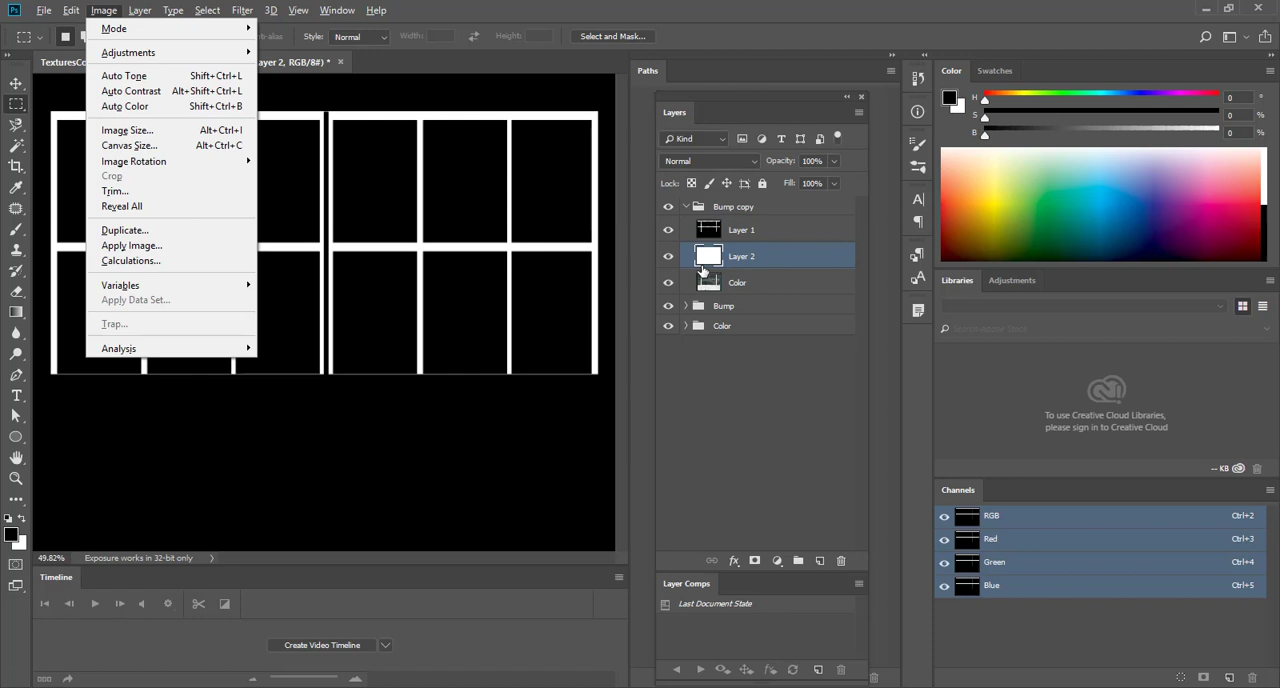 Ps File Edit Image Layer Type Select Filter 3D View Window Help
Style: Normal Width: Height: Select and Mask...
ayer 2, RGB/8#) * ×
Mode
Adjustments
Auto Tone Shift+Ctrl+L
Auto Contrast Alt+Shift+Ctrl+L
Auto Color Shift+Ctrl+B
Image Size... Alt+Ctrl+I
Canvas Size... Alt+Ctrl+C
Image Rotation
Crop
Trim...
Reveal All
Duplicate...
Apply Image...
Calculations...
Variables
Apply Data Set...
Trap...
Analysis
49.82% Exposure works in 32-bit only
Timeline
Create Video Timeline
Paths
Layers
Kind
Normal Opacity: 100%
Lock: Fill: 100%
Bump copy
Layer 1
Layer 2
Color
Bump
Color
Layer Comps
Last Document State
Color Swatches
H 0 °
S 0 %
B 0 %
Libraries Adjustments
Search Adobe Stock
To use Creative Cloud Libraries,
please sign in to Creative Cloud
-- KB
Channels
RGB Ctrl+2
Red Ctrl+3
Green Ctrl+4
Blue Ctrl+5